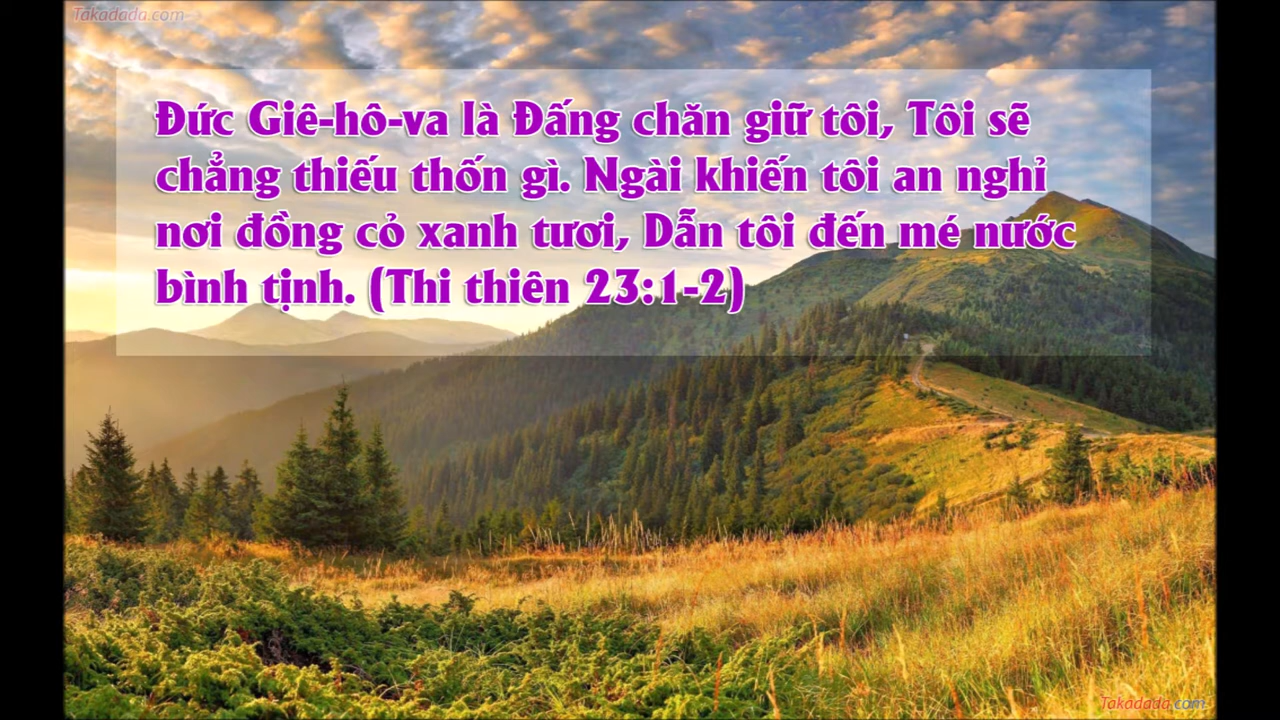 Takadada.com
Đức Giê-hô-va là Đấng chăn giữ tôi, Tôi sẽ
chẳng thiếu thốn gì. Ngài khiến tôi an nghỉ
nơi đồng cỏ xanh tươi, Dẫn tôi đến mé nước
bình tịnh. (Thi thiên 23:1-2)
Takadada.com